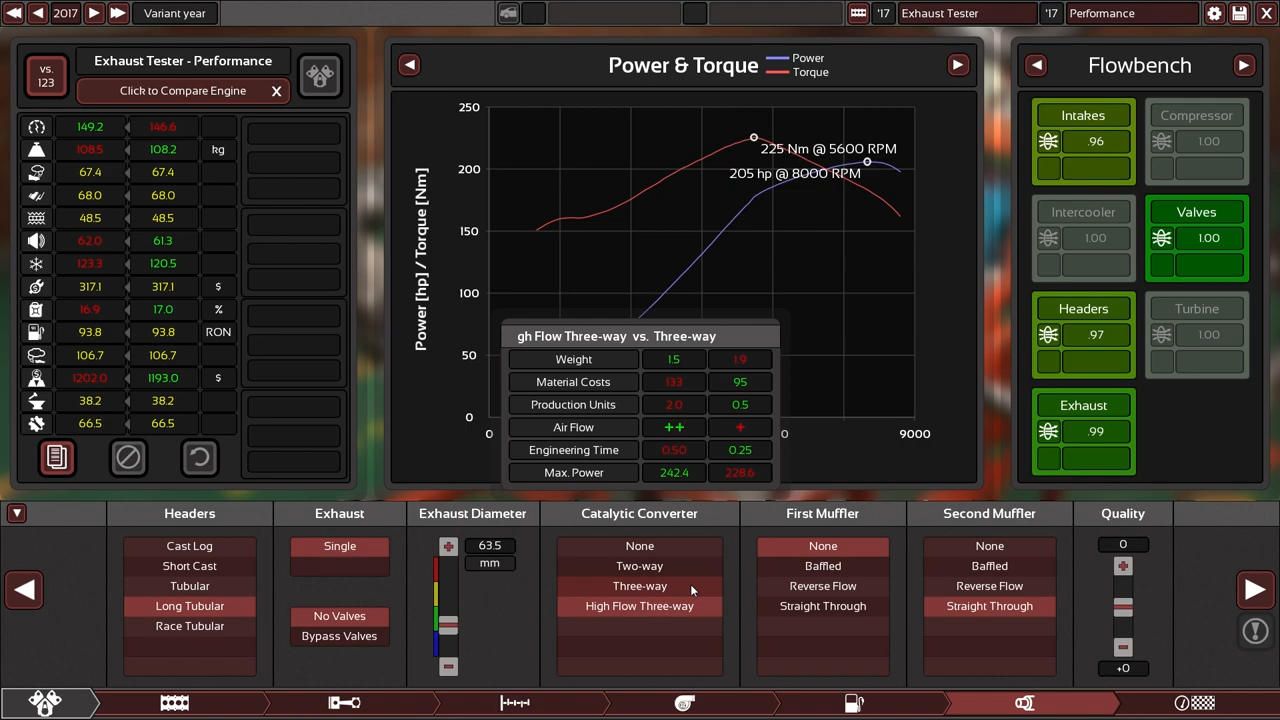 2017
Variant year
'17
Exhaust Tester
'17
Performance
vs.
123
Exhaust Tester - Performance
Click to Compare Engine
X
149.2 146.6
108.5 108.2 kg
67.4 67.4
68.0 68.0
48.5 48.5
62.0 61.3
123.3 120.5
317.1 317.1 $
16.9 17.0 %
93.8 93.8 RON
106.7 106.7
1202.0 1193.0 $
38.2 38.2
66.5 66.5
Power & Torque
Power
Torque
Power [hp] / Torque [Nm]
250
200
150
100
50
0
0
0
9000
225 Nm @ 5600 RPM
205 hp @ 8000 RPM
gh Flow Three-way vs. Three-way
Weight 1.5 1.9
Material Costs 133 95
Production Units 2.0 0.5
Air Flow ++ +
Engineering Time 0.50 0.25
Max. Power 242.4 228.6
Flowbench
Intakes
.96
Compressor
1.00
Intercooler
1.00
Valves
1.00
Headers
.97
Turbine
1.00
Exhaust
.99
Headers
Cast Log
Short Cast
Tubular
Long Tubular
Race Tubular
Exhaust
Single
No Valves
Bypass Valves
Exhaust Diameter
63.5
mm
Catalytic Converter
None
Two-way
Three-way
High Flow Three-way
First Muffler
None
Baffled
Reverse Flow
Straight Through
Second Muffler
None
Baffled
Reverse Flow
Straight Through
Quality
0
+0